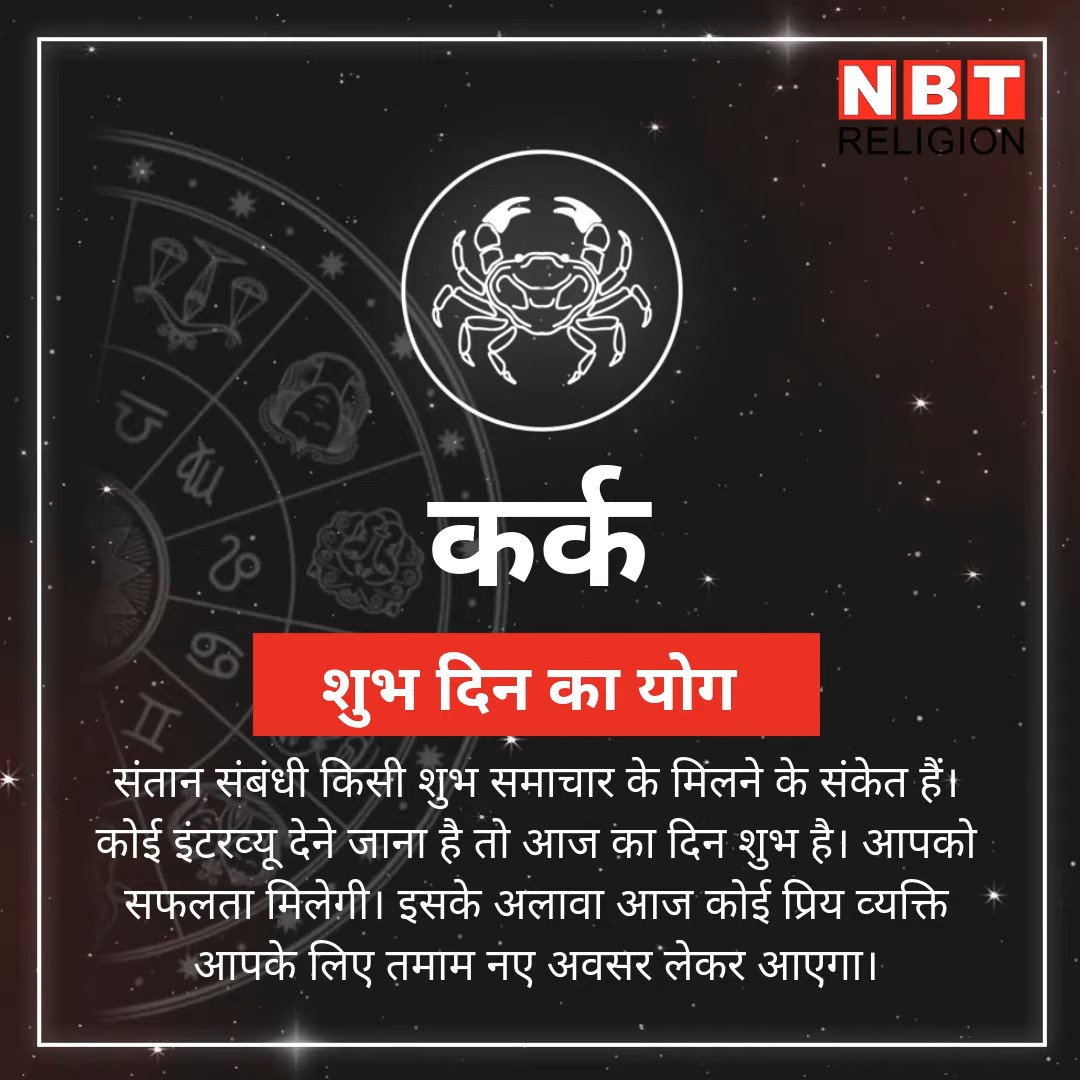 NBT
RELIGION
कर्क
शुभ दिन का योग
संतान संबंधी किसी शुभ समाचार के मिलने के संकेत हैं।
कोई इंटरव्यू देने जाना है तो आज का दिन शुभ है। आपको
सफलता मिलेगी। इसके अलावा आज कोई प्रिय व्यक्ति
आपके लिए तमाम नए अवसर लेकर आएगा।